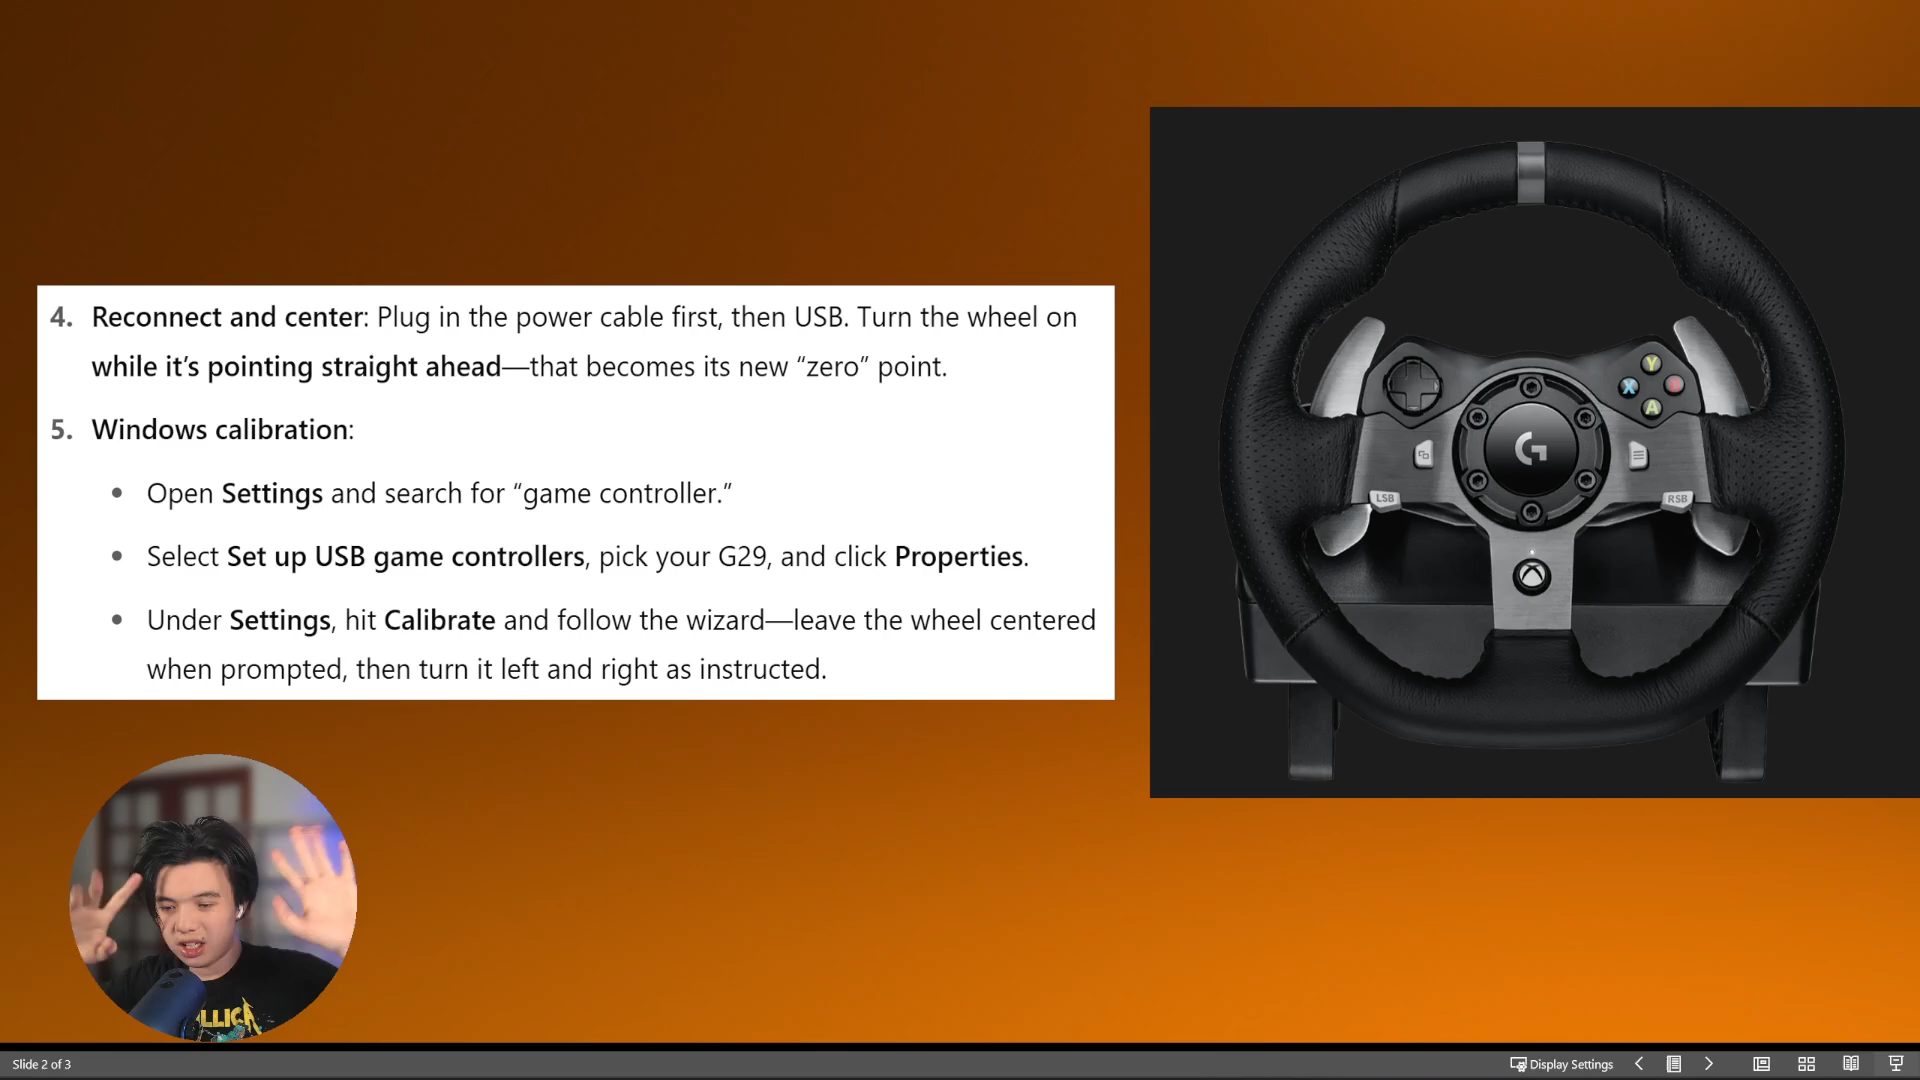 4. Reconnect and center: Plug in the power cable first, then USB. Turn the wheel on
while it’s pointing straight ahead—that becomes its new “zero” point.
5. Windows calibration:
• Open Settings and search for “game controller.”
• Select Set up USB game controllers, pick your G29, and click Properties.
• Under Settings, hit Calibrate and follow the wizard—leave the wheel centered
when prompted, then turn it left and right as instructed.
Y
X
A
G
LSB
RSB
Slide 2 of 3
Display Settings